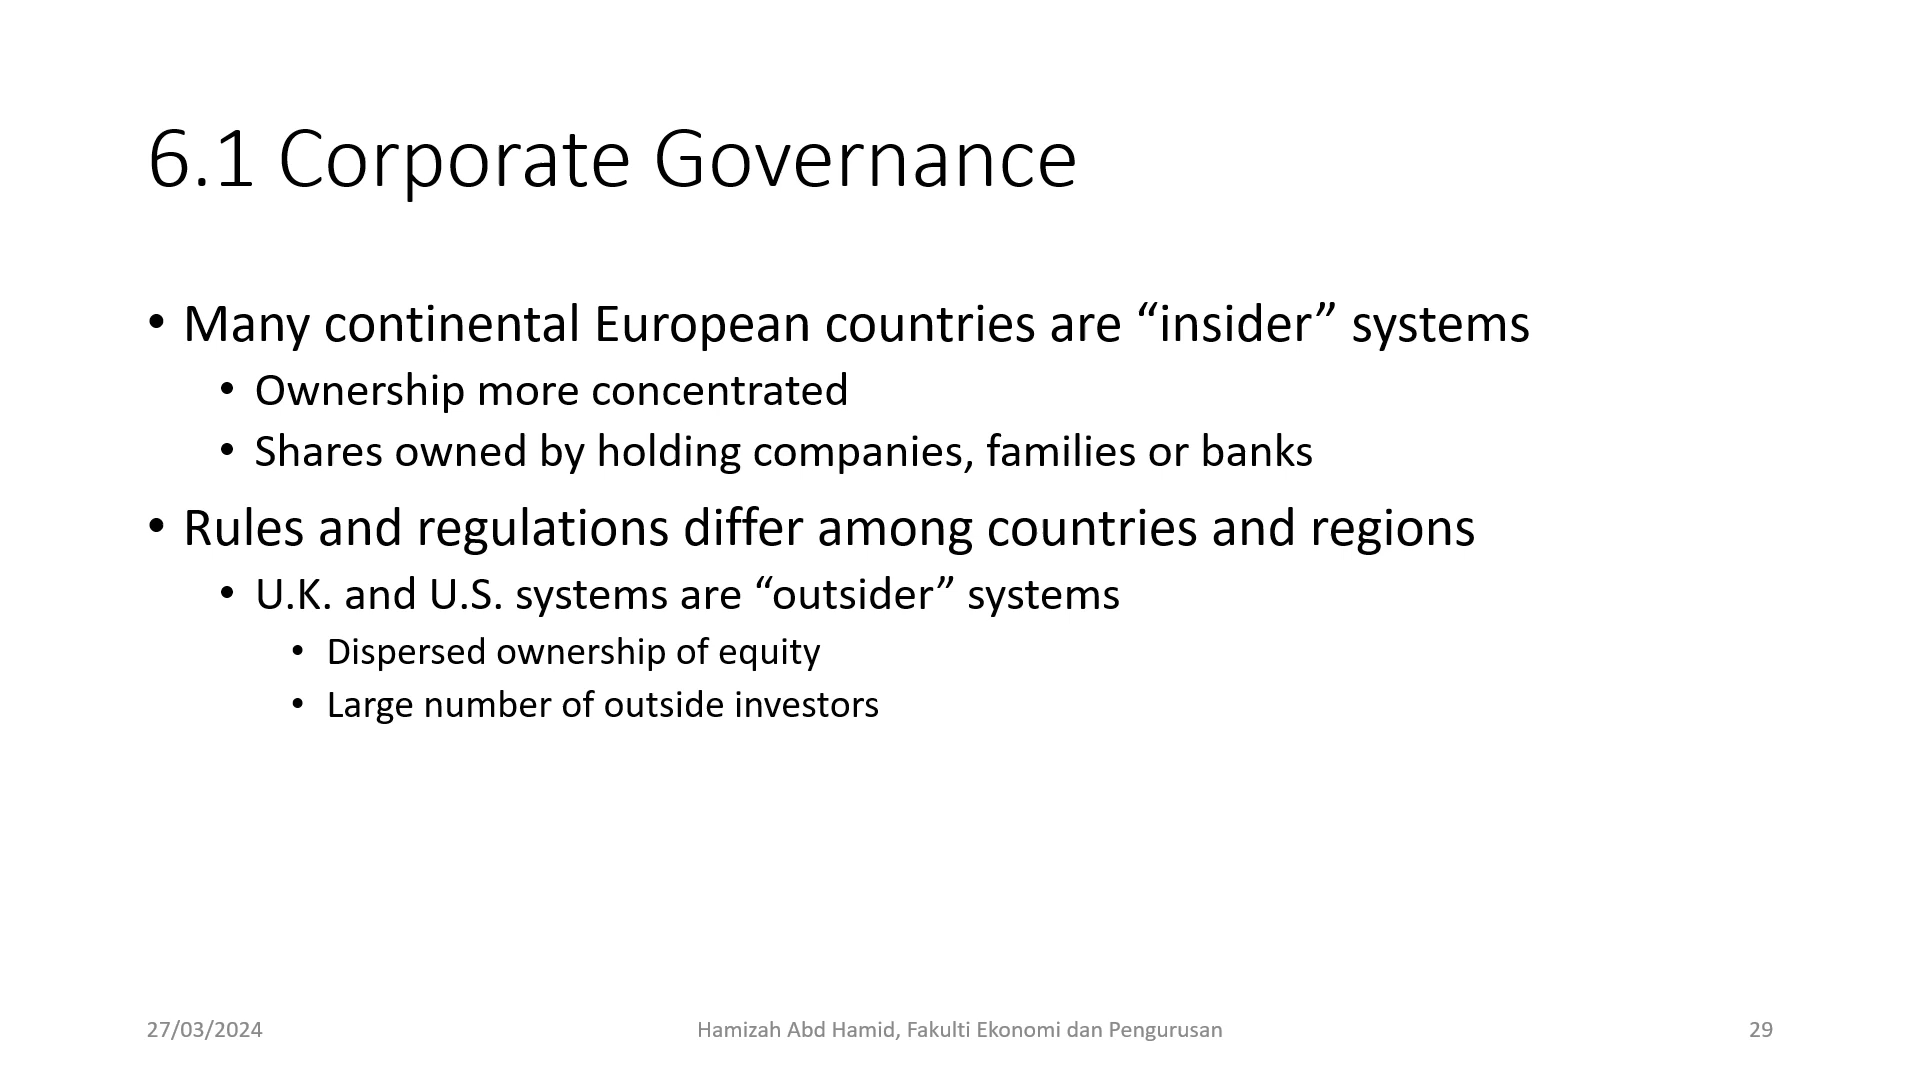 6.1 Corporate Governance
• Many continental European countries are “insider” systems
• Ownership more concentrated
• Shares owned by holding companies, families or banks
• Rules and regulations differ among countries and regions
• U.K. and U.S. systems are “outsider” systems
• Dispersed ownership of equity
• Large number of outside investors
27/03/2024
Hamizah Abd Hamid, Fakulti Ekonomi dan Pengurusan
29